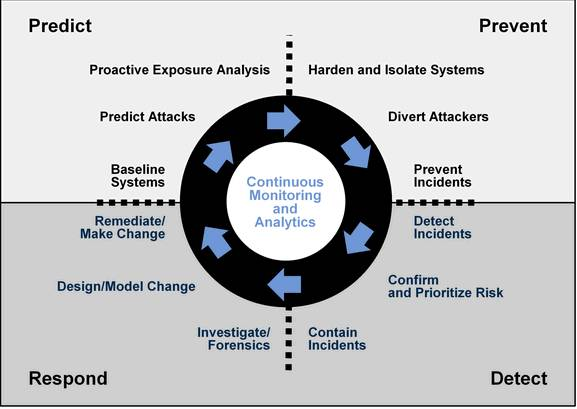 Predict
Prevent
Proactive Exposure Analysis
Harden and Isolate Systems
Predict Attacks
Divert Attackers
Baseline
Systems
Prevent
Incidents
Continuous
Monitoring
and
Analytics
Remediate/
Make Change
Detect
Incidents
Design/Model Change
Confirm
and Prioritize Risk
Investigate/
Forensics
Contain
Incidents
Respond
Detect